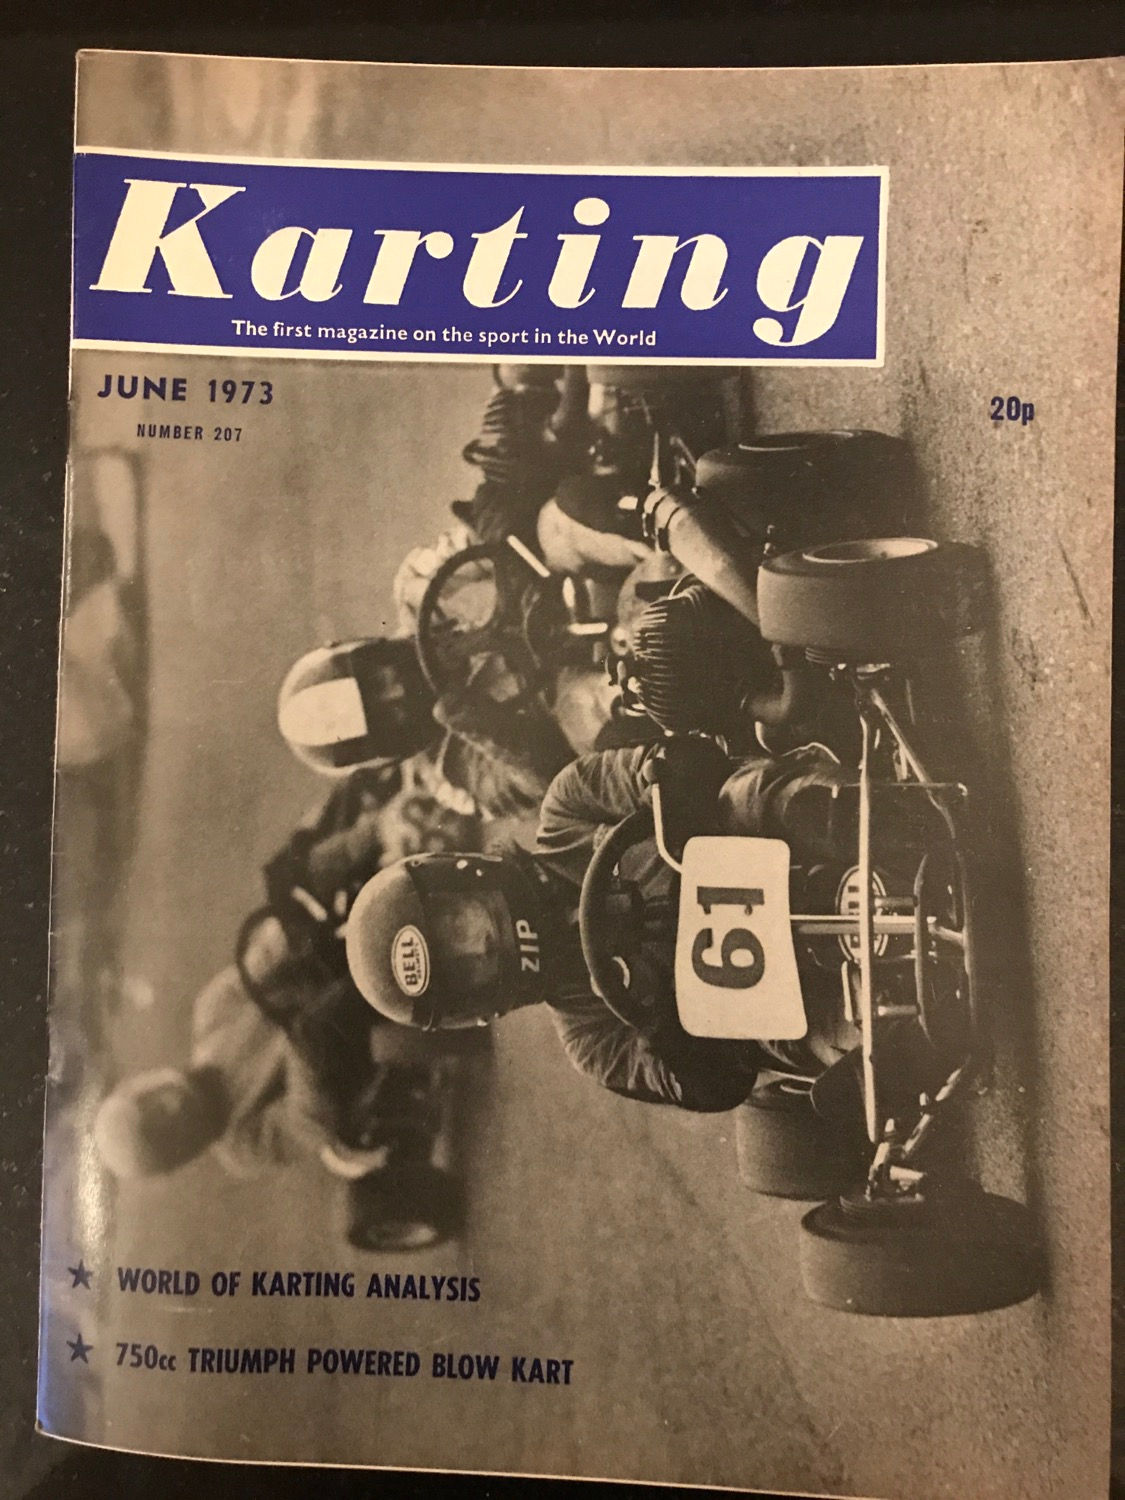 Karting
The first magazine on the sport in the World
JUNE 1973
NUMBER 207
20p
BELL
ZIP
61
BELL
★ WORLD OF KARTING ANALYSIS
★ 750cc TRIUMPH POWERED BLOW KART